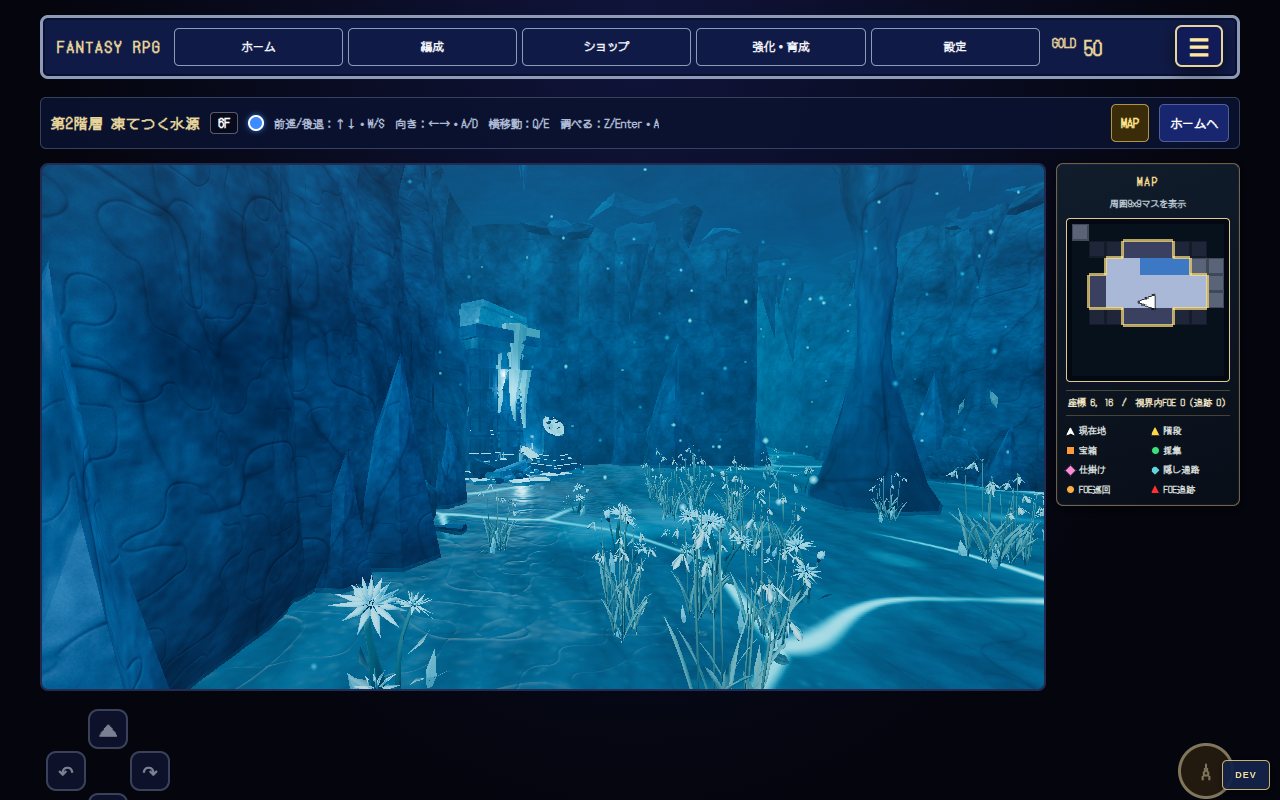 FANTASY RPG
ホーム
編成
ショップ
強化・育成
設定
GOLD 50
第2階層 凍てつく水源
6F
前進/後退：↑↓・W/S 向き：←→・A/D 横移動：Q/E 調べる：Z/Enter・A
MAP
ホームへ
MAP
周囲9x9マスを表示
座標 6, 16 / 視界内FOE 0 (追跡 0)
現在地
階段
宝箱
採集
仕掛け
隠し通路
FOE巡回
FOE追跡
A
DEV